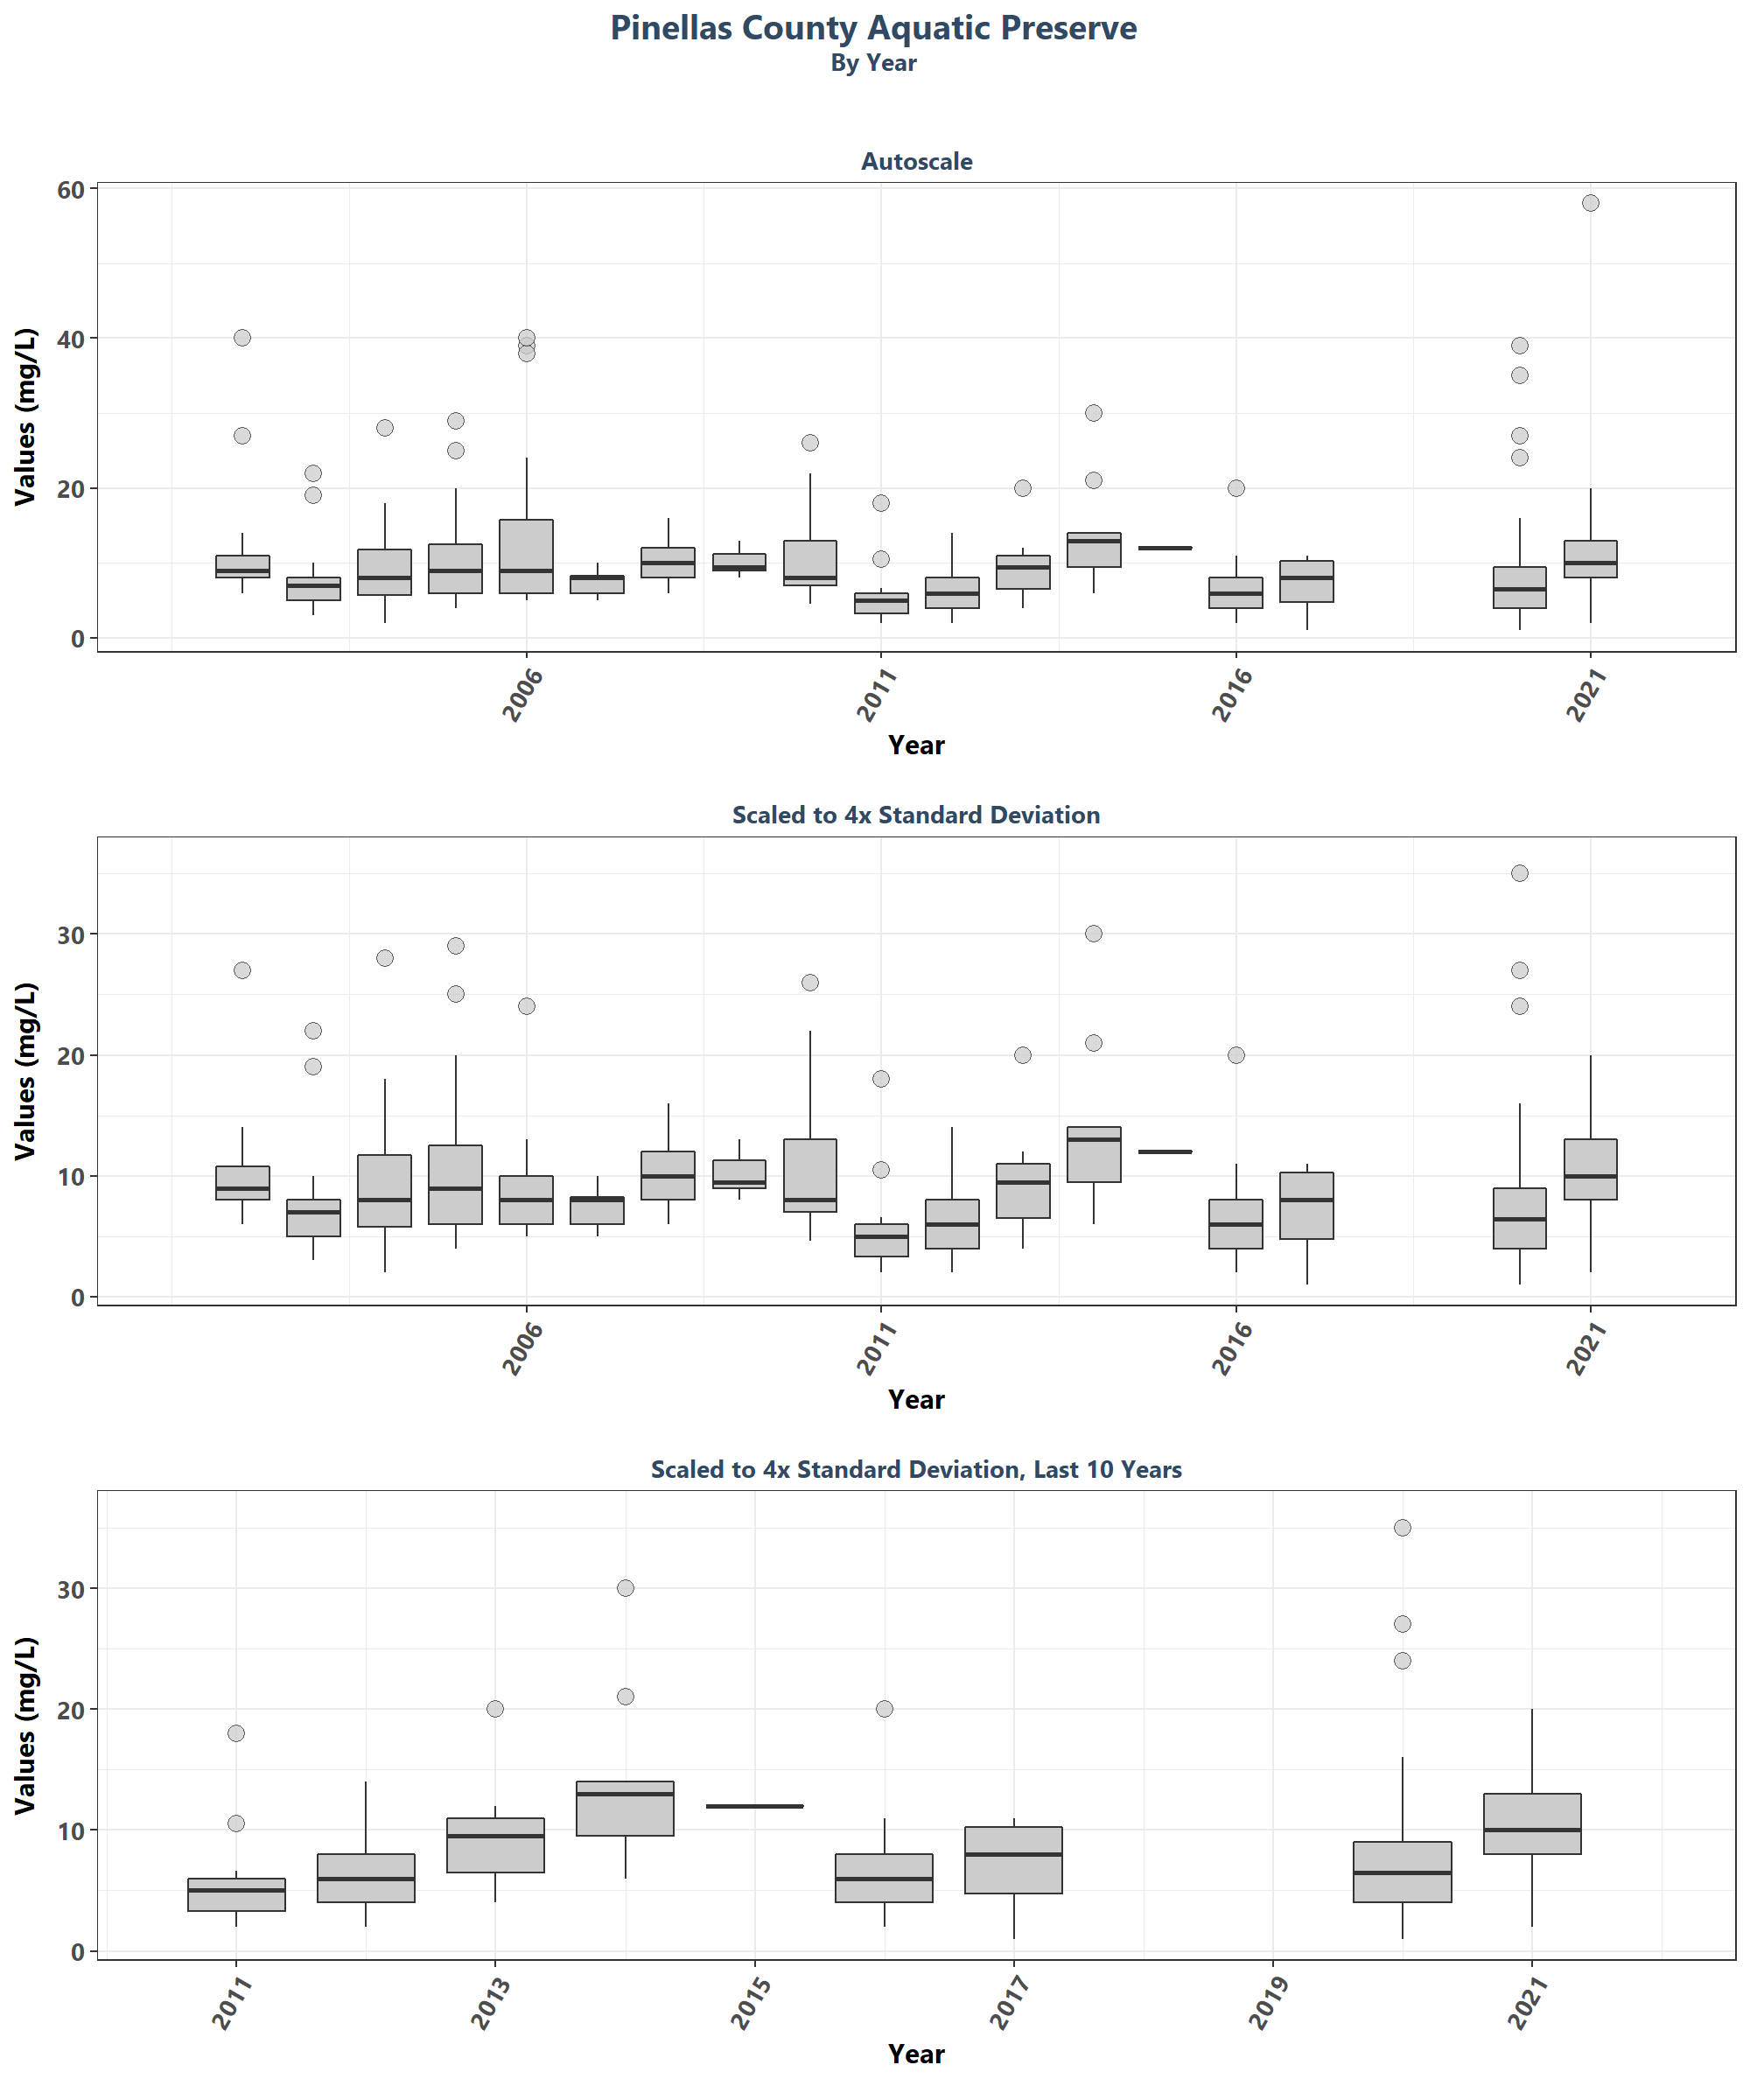 Pinellas County Aquatic Preserve
By Year
Autoscale
Values (mg/L)
60
40
20
0
2006
2011
2016
2021
Year
Scaled to 4x Standard Deviation
Values (mg/L)
30
20
10
0
2006
2011
2016
2021
Year
Scaled to 4x Standard Deviation, Last 10 Years
Values (mg/L)
30
20
10
0
2011
2013
2015
2017
2019
2021
Year